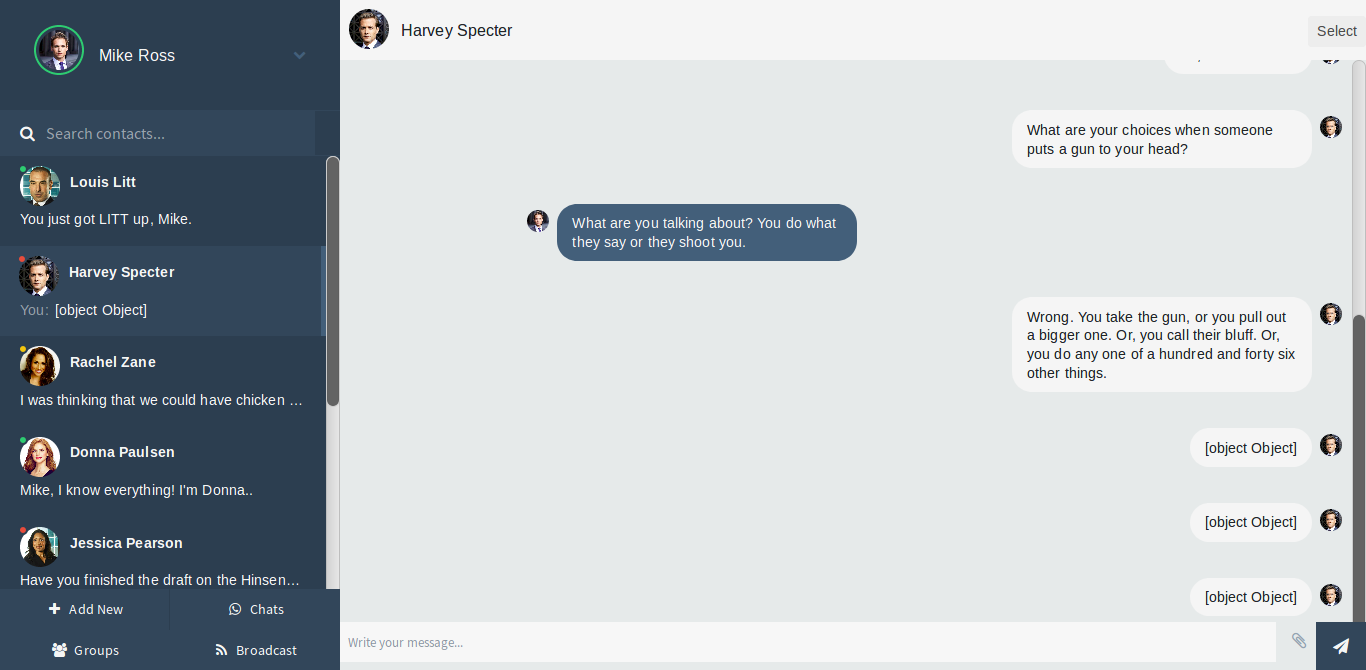 Mike Ross
Search contacts...
Louis Litt
You just got LITT up, Mike.
Harvey Specter
You: [object Object]
Rachel Zane
I was thinking that we could have chicken …
Donna Paulsen
Mike, I know everything! I'm Donna..
Jessica Pearson
Have you finished the draft on the Hinsen…
Add New
Chats
Groups
Broadcast
Harvey Specter
Select
What are your choices when someone
puts a gun to your head?
What are you talking about? You do what
they say or they shoot you.
Wrong. You take the gun, or you pull out
a bigger one. Or, you call their bluff. Or,
you do any one of a hundred and forty six
other things.
[object Object]
[object Object]
[object Object]
Write your message...